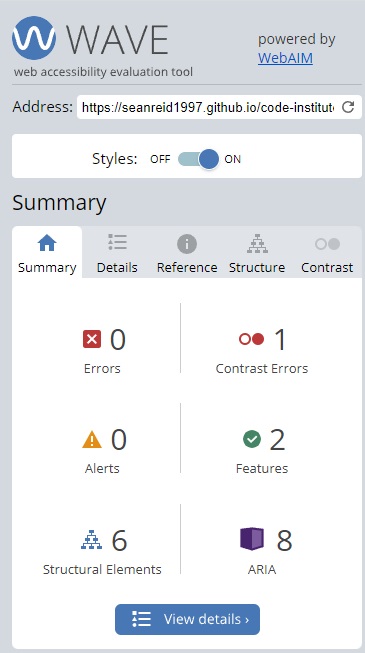 WAVE
powered by
WebAIM
web accessibility evaluation tool
Address: https://seanreid1997.github.io/code-institut
Styles: OFF ON
Summary
Summary Details Reference Structure Contrast
0 1
Errors Contrast Errors
0 2
Alerts Features
6 8
Structural Elements ARIA
View details ›